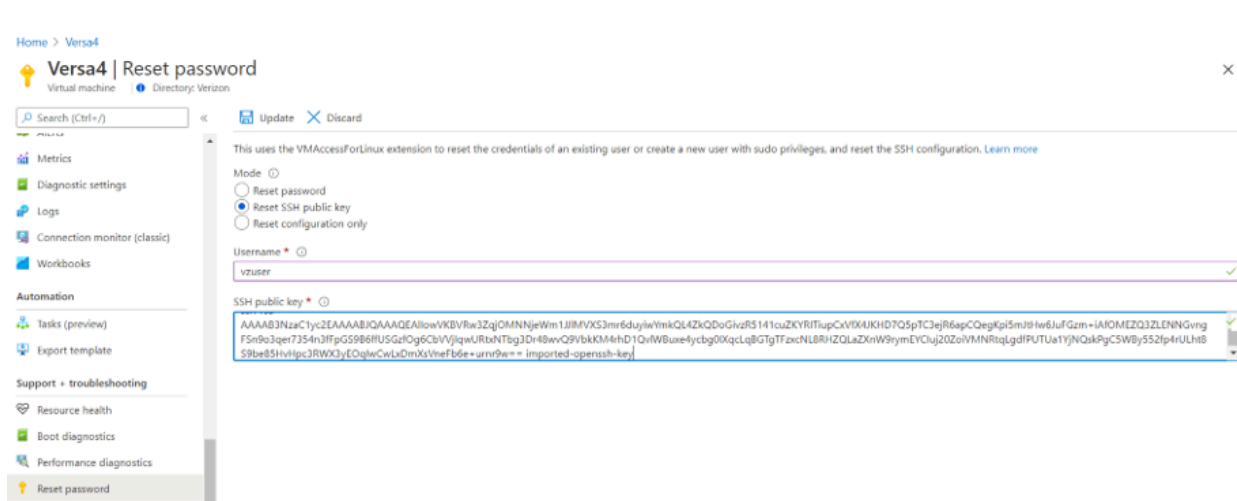 Home > Versa4
Versa4 | Reset password
Virtual machine | Directory: Verizon
Search (Ctrl+/)
«
Update
Discard
Metrics
Diagnostic settings
Logs
Connection monitor (classic)
Workbooks
Automation
Tasks (preview)
Export template
Support + troubleshooting
Resource health
Boot diagnostics
Performance diagnostics
Reset password
This uses the VMAccessForLinux extension to reset the credentials of an existing user or create a new user with sudo privileges, and reset the SSH configuration. Learn more
Mode
Reset password
Reset SSH public key
Reset configuration only
Username *
vzuser
SSH public key *
imported-openssh-key